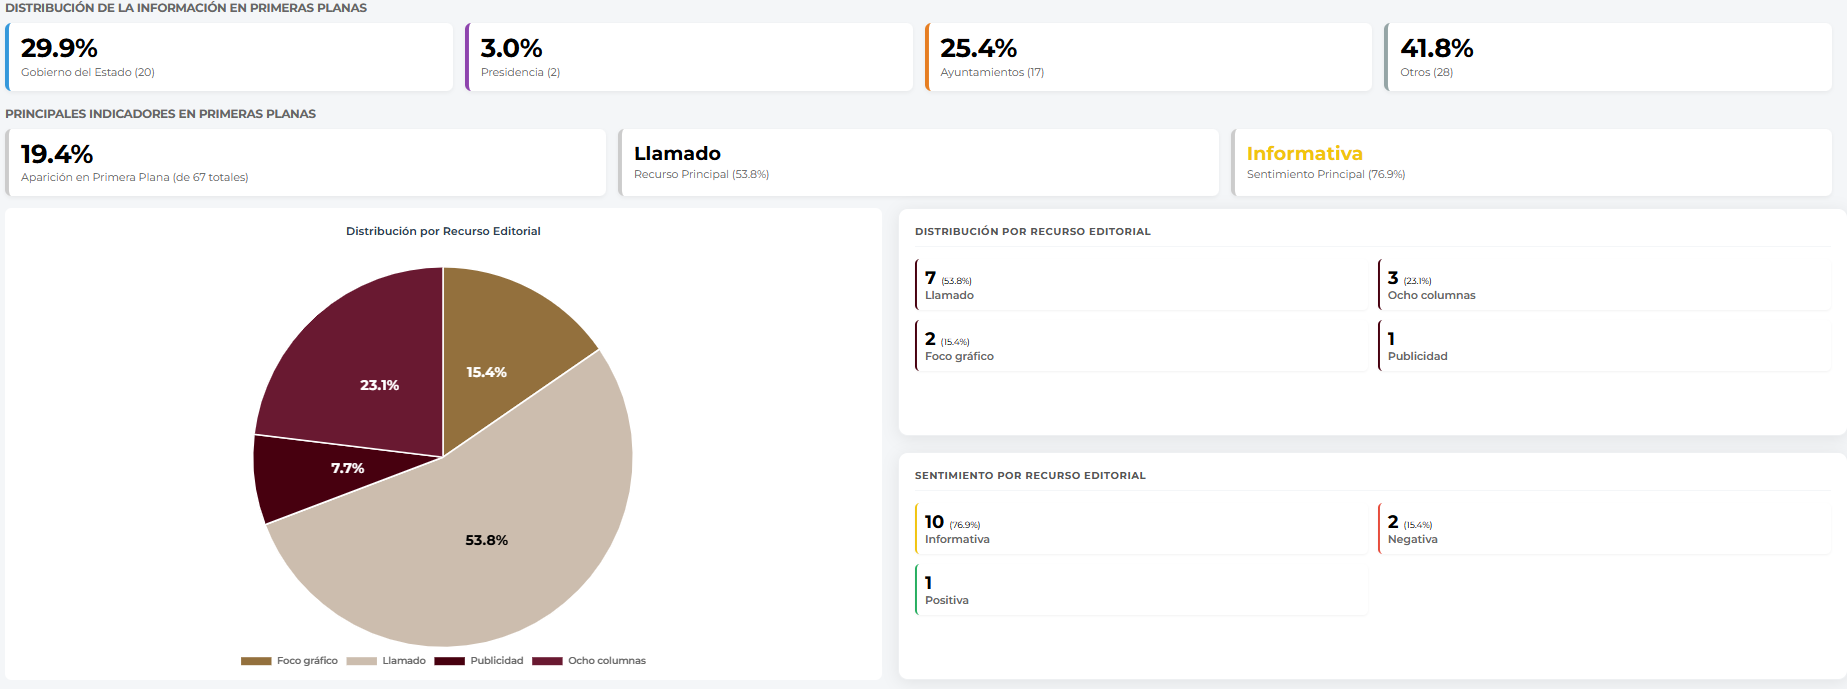 DISTRIBUCIÓN DE LA INFORMACIÓN EN PRIMERAS PLANAS
29.9%
Gobierno del Estado (20)
3.0%
Presidencia (2)
25.4%
Ayuntamientos (17)
41.8%
Otros (28)
PRINCIPALES INDICADORES EN PRIMERAS PLANAS
19.4%
Aparición en Primera Plana (de 67 totales)
Llamado
Recurso Principal (53.8%)
Informativa
Sentimiento Principal (76.9%)
Distribución por Recurso Editorial
15.4%
23.1%
7.7%
53.8%
Foco gráfico Llamado Publicidad Ocho columnas
DISTRIBUCIÓN POR RECURSO EDITORIAL
7 (53.8%)
Llamado
3 (23.1%)
Ocho columnas
2 (15.4%)
Foco gráfico
1
Publicidad
SENTIMIENTO POR RECURSO EDITORIAL
10 (76.9%)
Informativa
2 (15.4%)
Negativa
1
Positiva